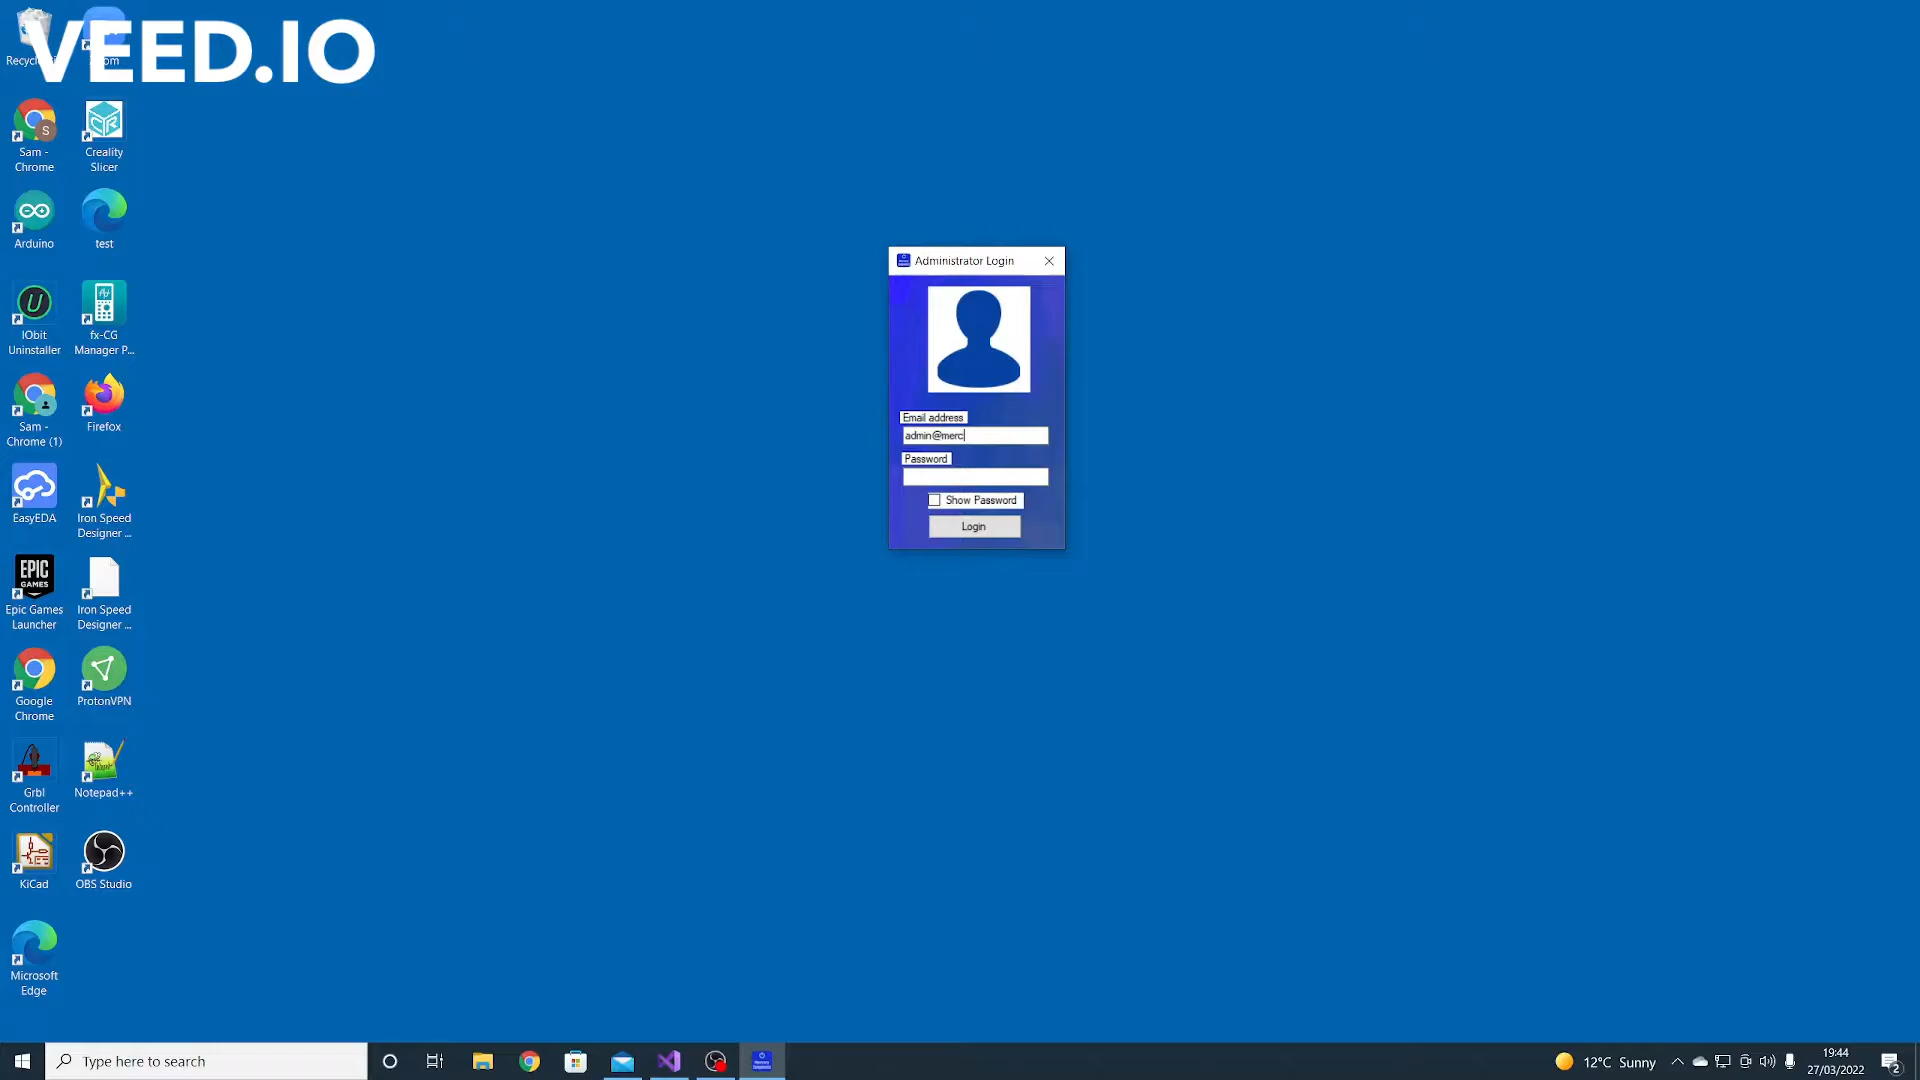 VEED.IO
Sam -
Chrome
Creality
Slicer
Arduino
test
IObit
Uninstaller
fx-CG
Manager P...
Sam -
Chrome (1)
Firefox
EasyEDA
Iron Speed
Designer ...
EPIC
GAMES
Epic Games
Launcher
Iron Speed
Designer ...
Google
Chrome
ProtonVPN
Grbl
Controller
Notepad++
KiCad
OBS Studio
Microsoft
Edge
Administrator Login
Email address
admin@merc
Password
Show Password
Login
Type here to search
12°C Sunny
19:44
27/03/2022
2